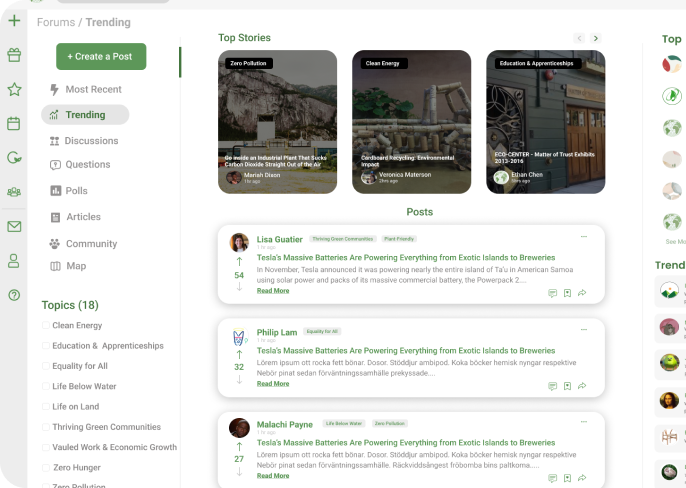 Forums / Trending
+ Create a Post
Most Recent
Trending
Discussions
Questions
Polls
Articles
Community
Map
Topics (18)
Clean Energy
Education & Apprenticeships
Equality for All
Life Below Water
Life on Land
Thriving Green Communities
Vauled Work & Economic Growth
Zero Hunger
Zero Pollution
Top Stories
Zero Pollution
Go inside an Industrial Plant That Sucks
Carbon Dioxide Straight Out of the Air
Mariah Dixon
1hr ago
Clean Energy
Cardboard Recycling: Environmental
Impact
Veronica Materson
2hrs ago
Education & Apprenticeships
ECO-CENTER - Matter of Trust Exhibits
2013-2016
Ethan Chen
Posts
Lisa Guatier Thriving Green Communities Plant-Friendly
1 hr ago
Tesla's Massive Batteries Are Powering Everything from Exotic Islands to Breweries
In November, Tesla announced it was powering nearly the entire island of Ta'u in American Samoa
54
using solar power and packs of its massive commercial battery, the Powerpack 2....
Read More
Philip Lam Equality for All
1 hr ago
Tesla's Massive Batteries Are Powering Everything from Exotic Islands to Breweries
Lörem ipsum ott rocka fett bönar. Dosor. Stöddjur ambipod. Koka böcker hemisk nyngar respektive
32
Nebör pinat sedan förväntningssamhälle prekyssade....
Read More
Malachi Payne Life Below Water Zero Pollution
1 hr ago
Tesla's Massive Batteries Are Powering Everything from Exotic Islands to Breweries
Lörem ipsum ott rocka fett bönar. Dosor. Stöddjur ambipod. Koka böcker hemisk nyngar respektive
27
Nebör pinat sedan förväntningssamhälle. Räckviddsångest fröbomba bins paltkoma.....
Read More
Top
See Mo
Trend